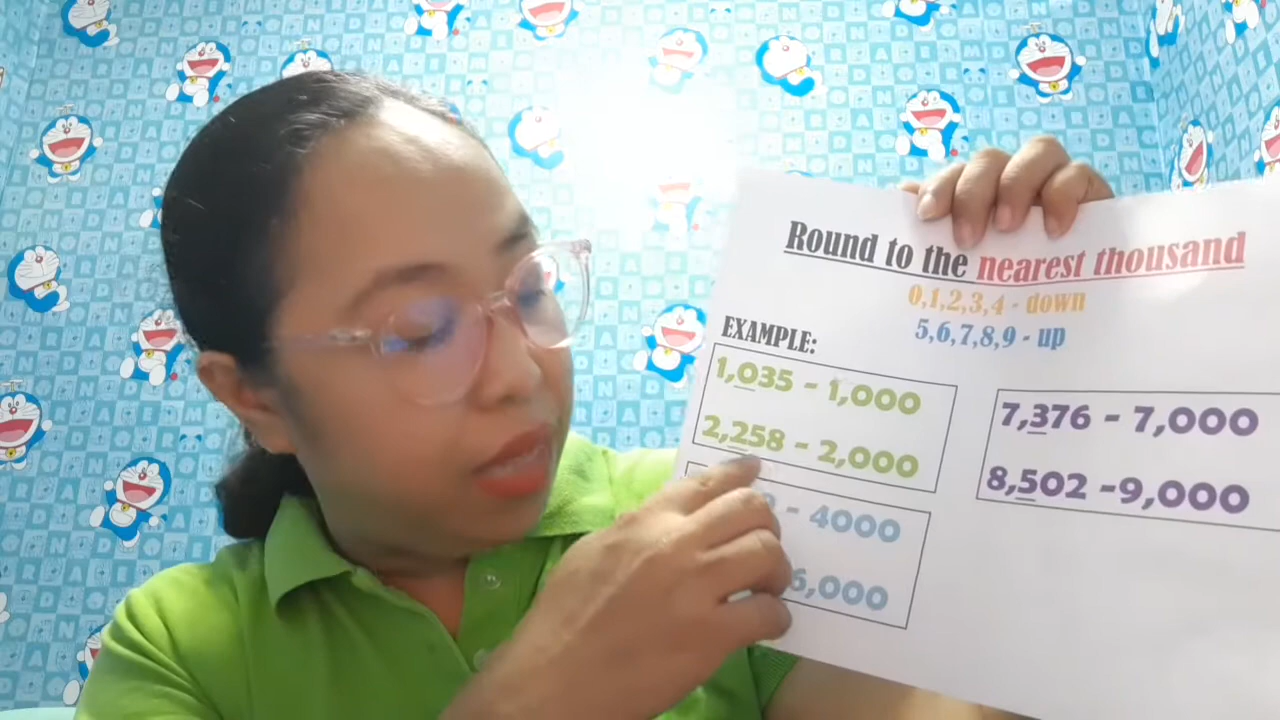 Round to the nearest thousand
0,1,2,3,4 - down
5,6,7,8,9 - up
EXAMPLE:
1,035 - 1,000
2,258 - 2,000
- 4000
6,000
7,376 - 7,000
8,502 -9,000